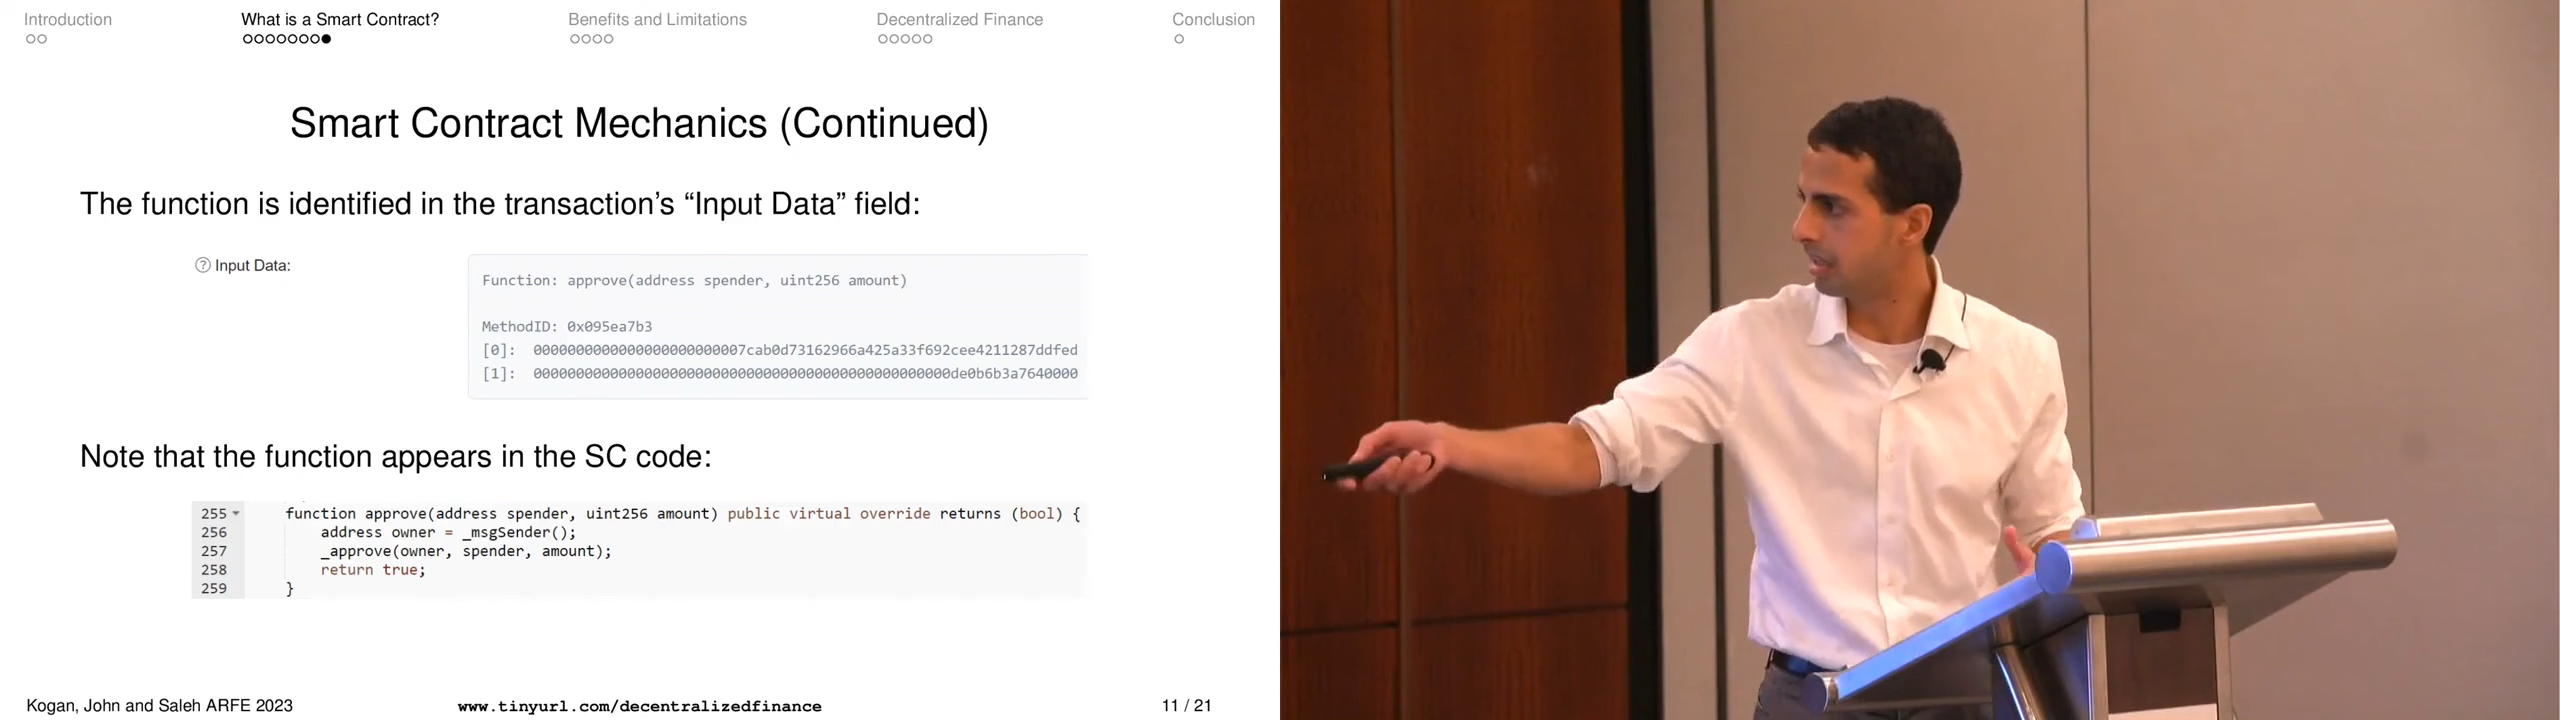 Introduction
What is a Smart Contract?
Benefits and Limitations
Decentralized Finance
Conclusion
Smart Contract Mechanics (Continued)
The function is identified in the transaction’s “Input Data” field:
Input Data:
Function: approve(address spender, uint256 amount)
MethodID: 0x095ea7b3
[0]: 0000000000000000000000007cab0d73162966a425a33f692cee4211287ddfed
[1]: 0000000000000000000000000000000000000000000000000de0b6b3a7640000
Note that the function appears in the SC code:
255 function approve(address spender, uint256 amount) public virtual override returns (bool) {
256 address owner = _msgSender();
257 _approve(owner, spender, amount);
258 return true;
259 }
Kogan, John and Saleh ARFE 2023
www.tinyurl.com/decentralizedfinance
11 / 21